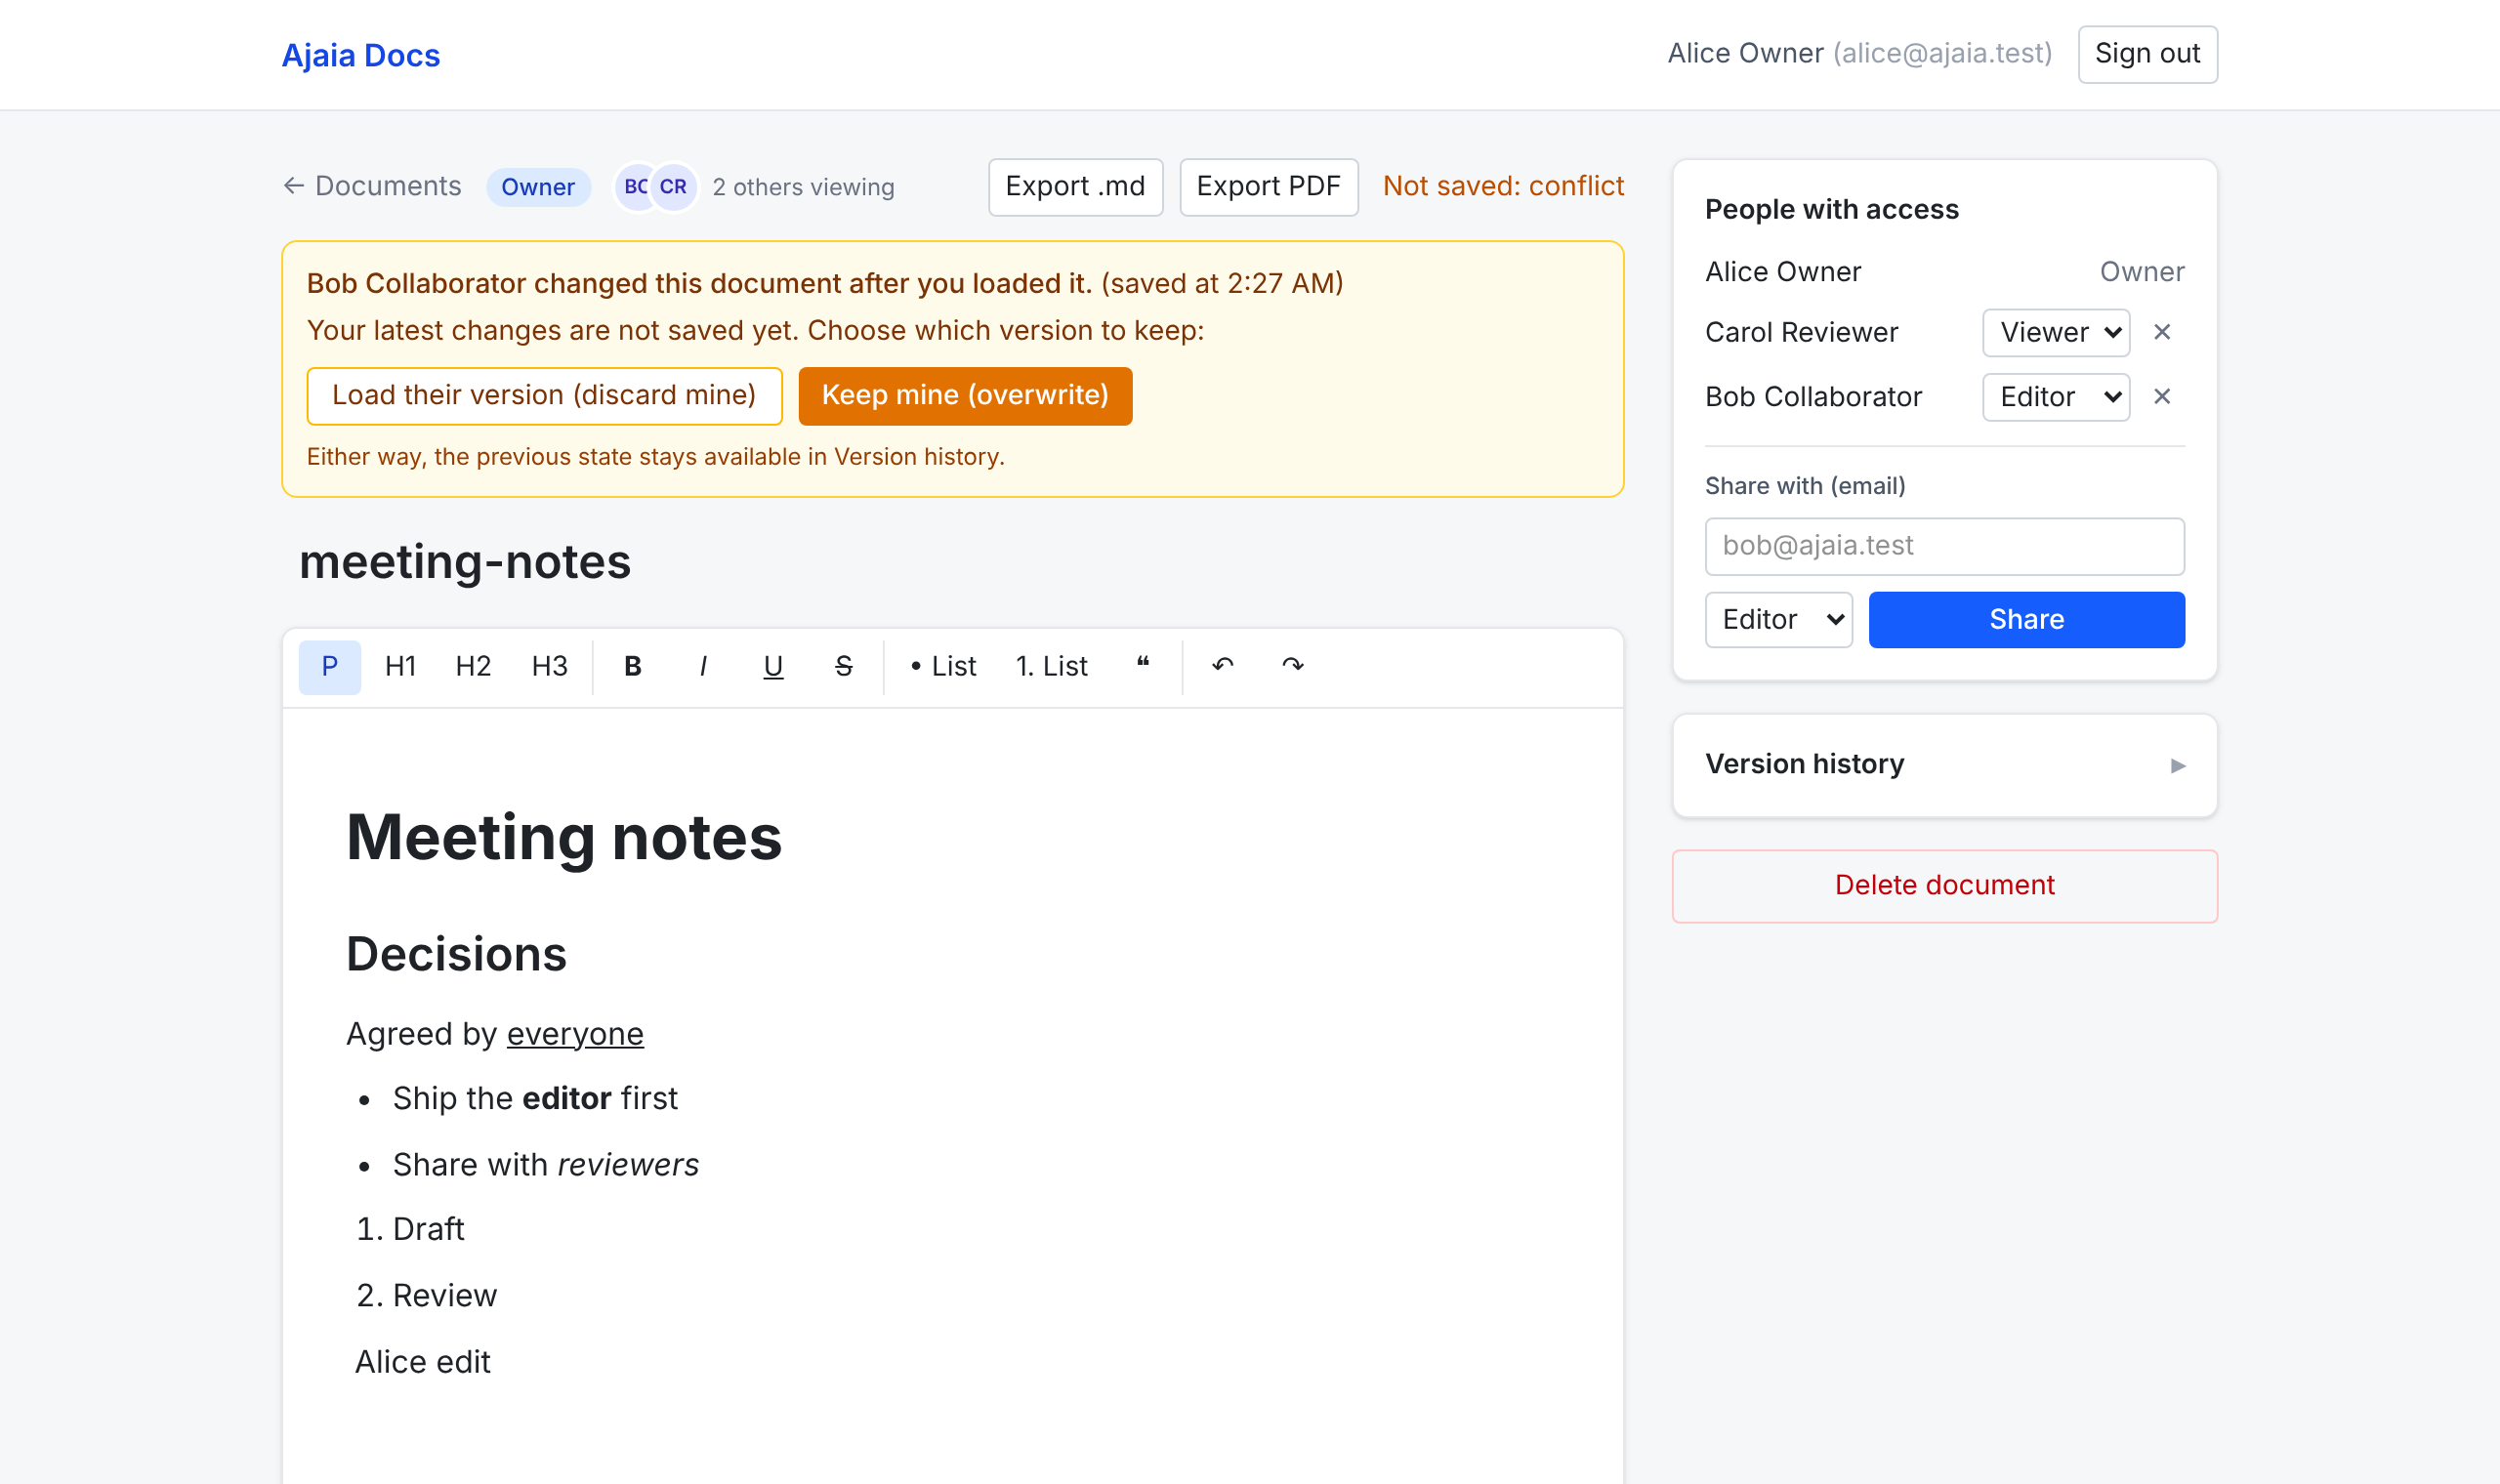 Ajaia Docs
Alice Owner (alice@ajaia.test) Sign out
← Documents Owner BC CR 2 others viewing Export .md Export PDF Not saved: conflict
Bob Collaborator changed this document after you loaded it. (saved at 2:27 AM)
Your latest changes are not saved yet. Choose which version to keep:
Load their version (discard mine) Keep mine (overwrite)
Either way, the previous state stays available in Version history.
meeting-notes
P H1 H2 H3 B I U S • List 1. List ❝ ↶ ↷
Meeting notes
Decisions
Agreed by everyone
• Ship the editor first
• Share with reviewers
1. Draft
2. Review
Alice edit
People with access
Alice Owner Owner
Carol Reviewer Viewer ✕
Bob Collaborator Editor ✕
Share with (email)
bob@ajaia.test
Editor Share
Version history ▸
Delete document